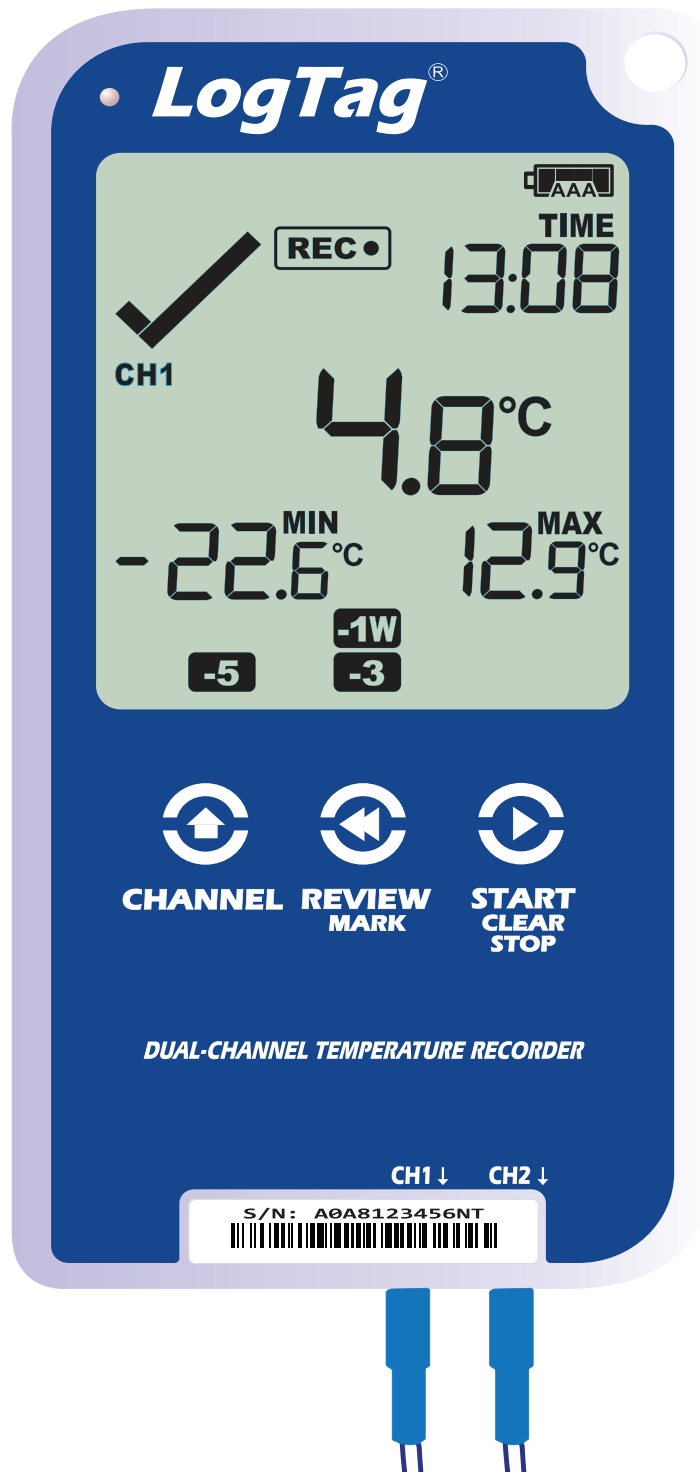 LogTag®
AAA
TIME
REC
13:08
CH1
4.8°C
MIN
-22.6°C
MAX
12.9°C
-1W
-5
-3
CHANNEL
REVIEW
MARK
START
CLEAR
STOP
DUAL-CHANNEL TEMPERATURE RECORDER
CH1↓ CH2↓
S/N: A0A8123456NT